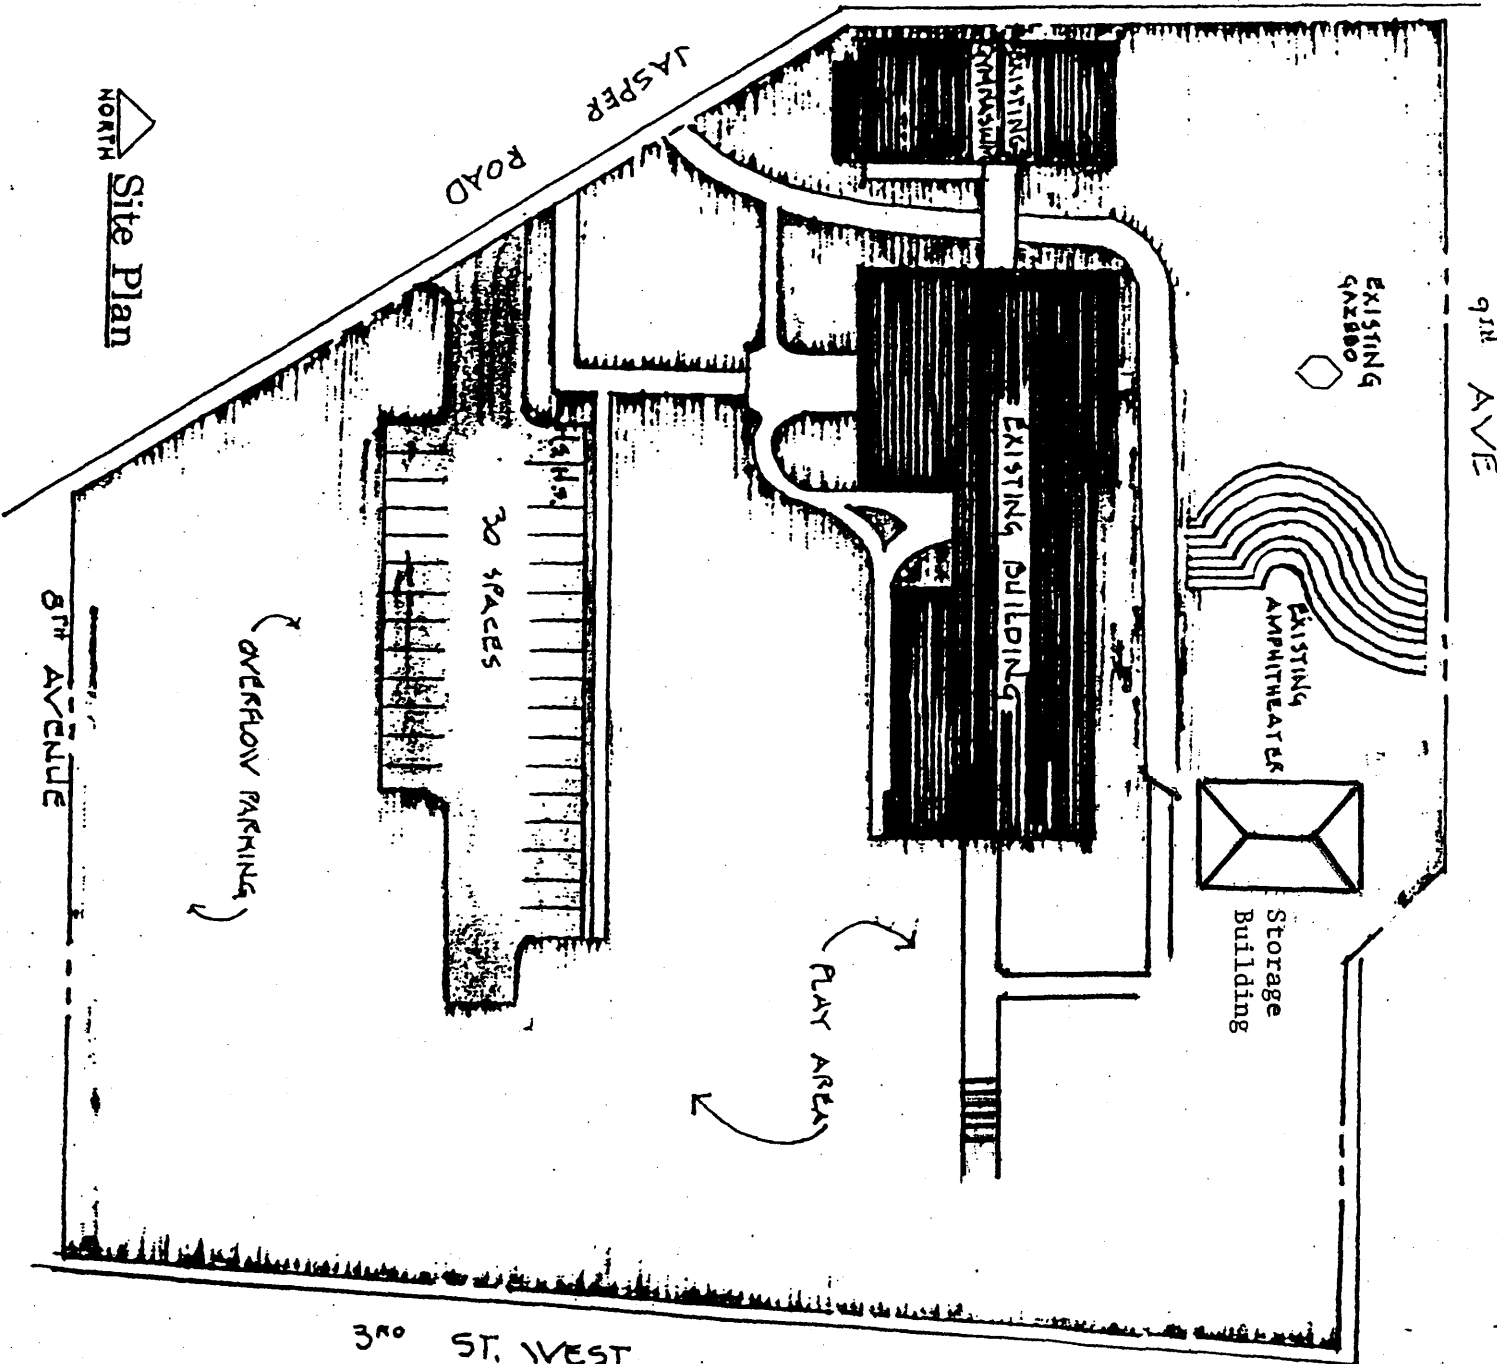 9TH AVE
JASPER ROAD
NORTH
Site Plan
EXISTING
GYMNASIUM
EXISTING
GAZEBO
EXISTING BUILDING
EXISTING
AMPHITHEATER
Storage
Building
30 SPACES
OVERFLOW PARKING
PLAY AREA
8TH AVENUE
3RD ST. WEST